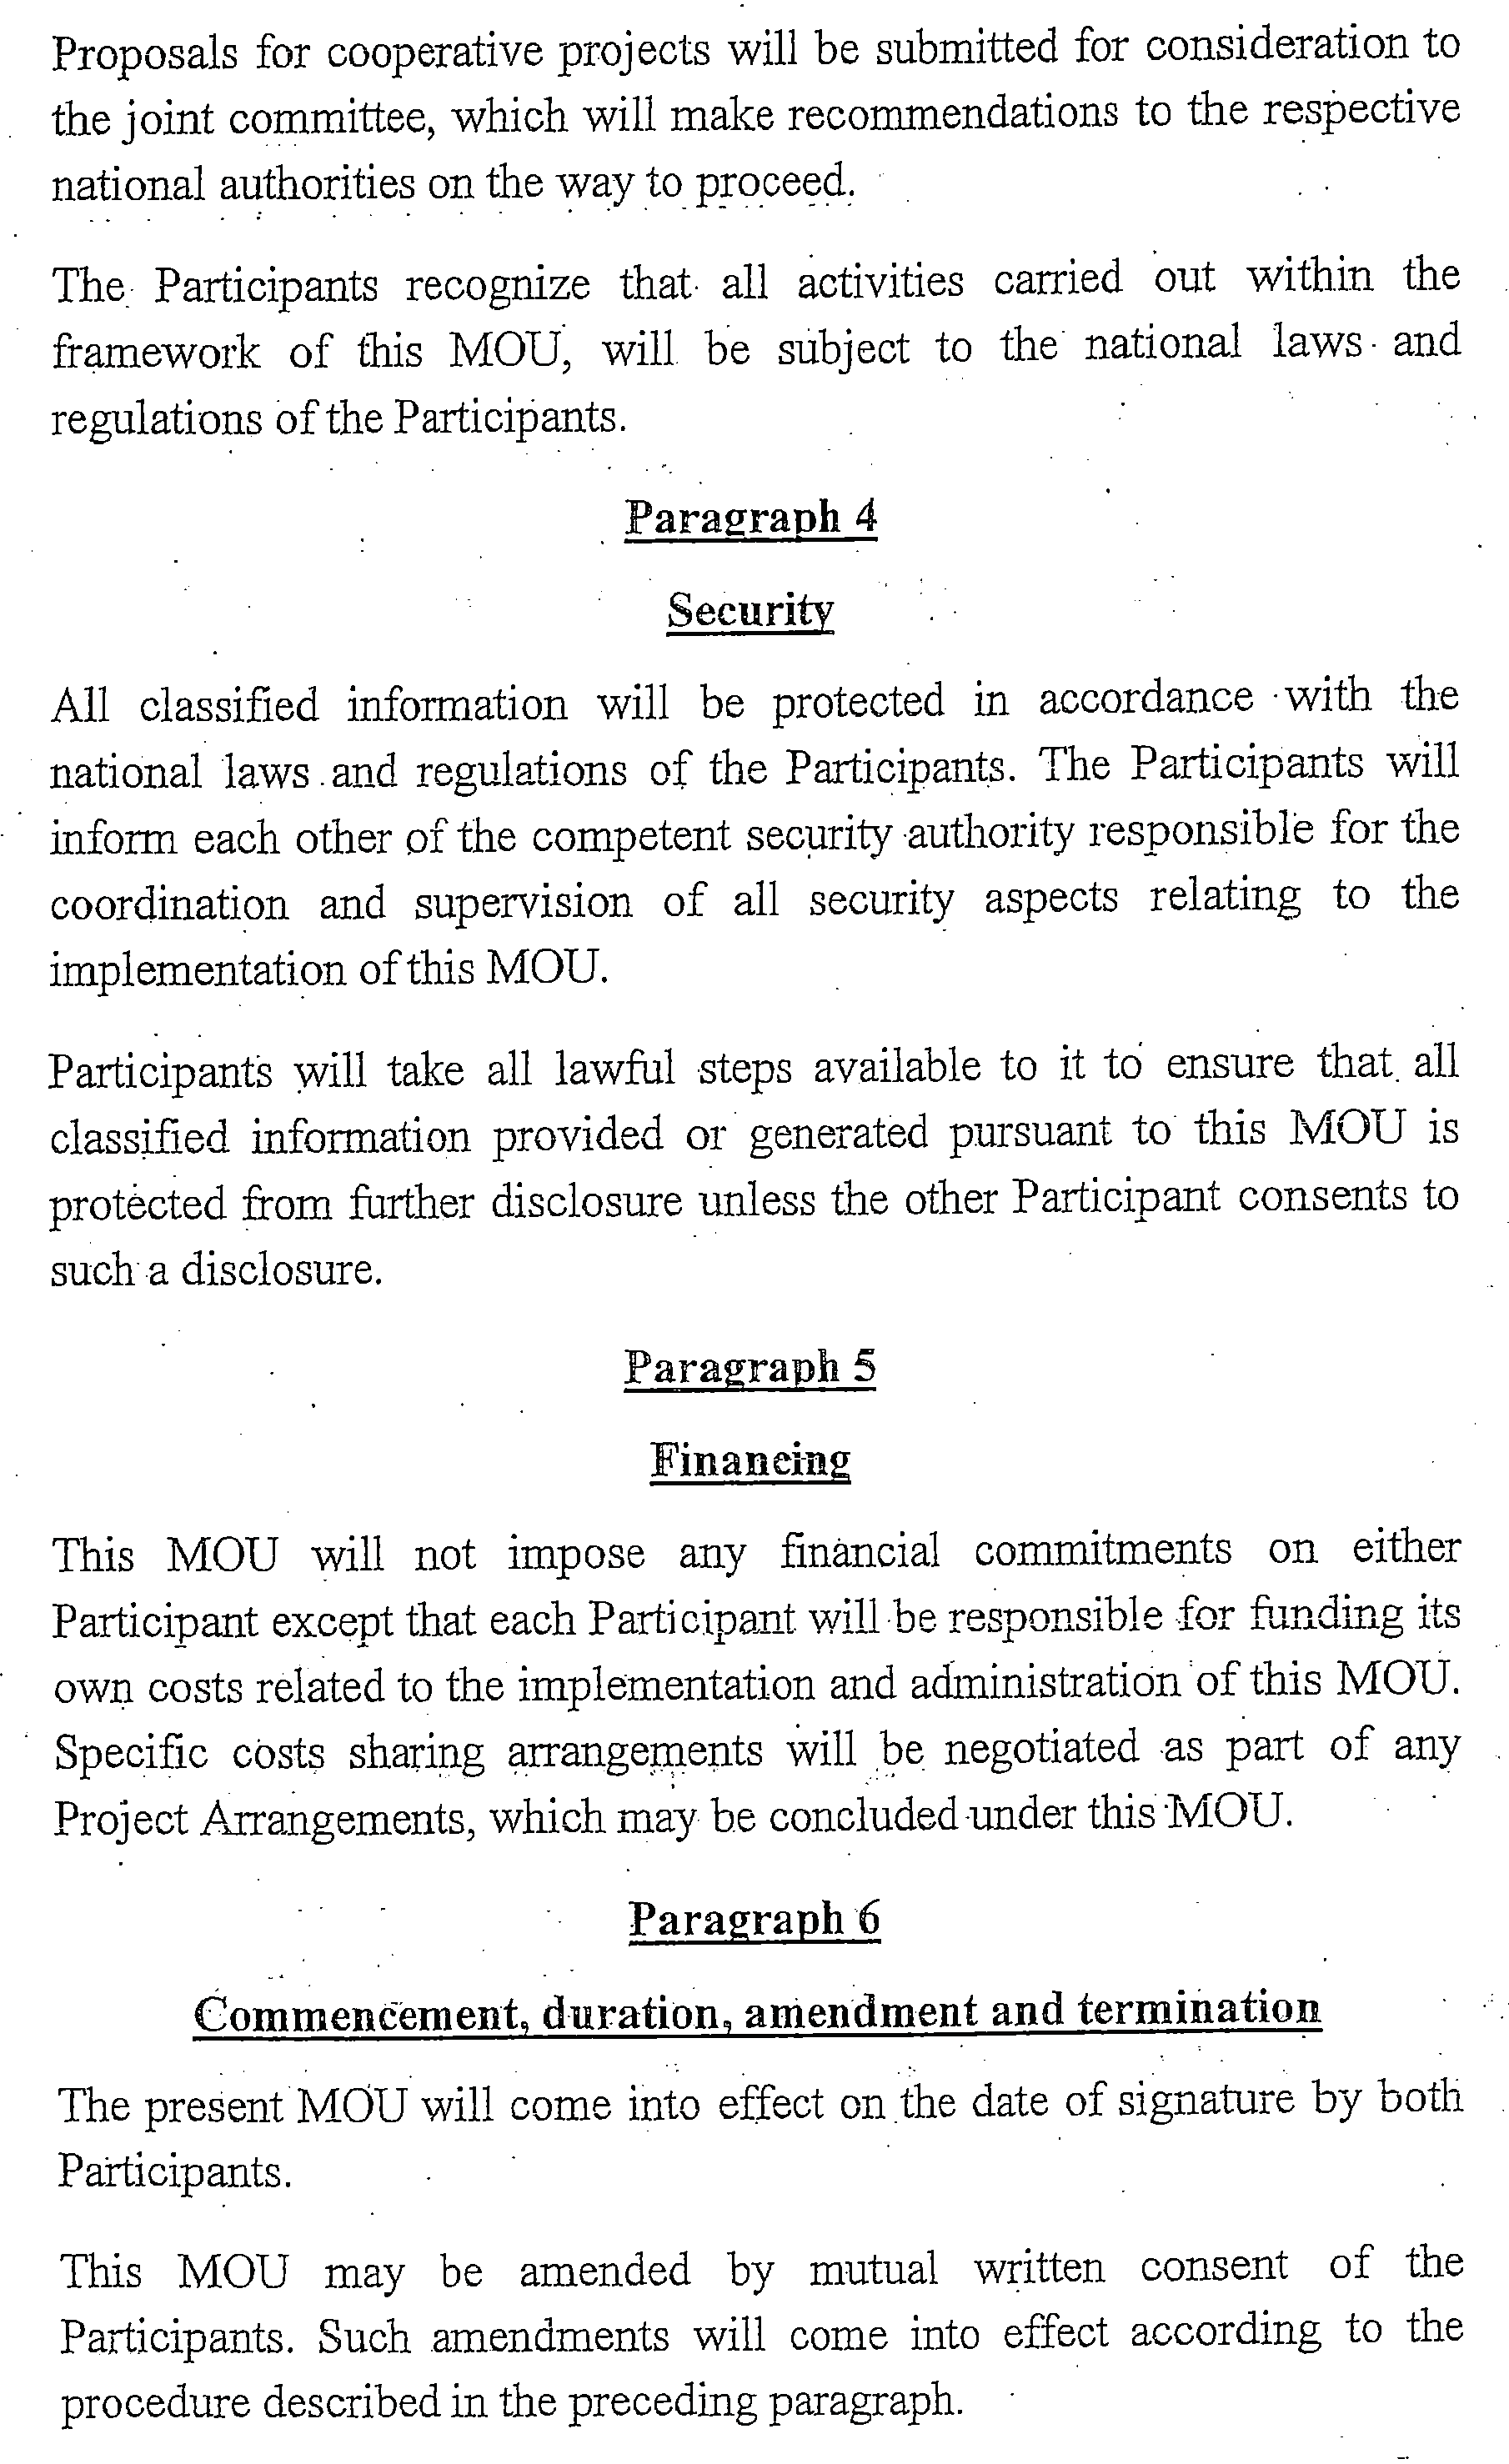 Proposals for cooperative projects will be submitted for consideration to
the joint committee, which will make recommendations to the respective
national authorities on the way to proceed.
The Participants recognize that all activities carried out within the
framework of this MOU, will be subject to the national laws and
regulations of the Participants.
Paragraph 4
Security
All classified information will be protected in accordance with the
national laws and regulations of the Participants. The Participants will
inform each other of the competent security authority responsible for the
coordination and supervision of all security aspects relating to the
implementation of this MOU.
Participants will take all lawful steps available to it to ensure that all
classified information provided or generated pursuant to this MOU is
protected from further disclosure unless the other Participant consents to
such a disclosure.
Paragraph 5
Financing
This MOU will not impose any financial commitments on either
Participant except that each Participant will be responsible for funding its
own costs related to the implementation and administration of this MOU.
Specific costs sharing arrangements will be negotiated as part of any
Project Arrangements, which may be concluded under this MOU.
Paragraph 6
Commencement, duration, amendment and termination
The present MOU will come into effect on the date of signature by both
Participants.
This MOU may be amended by mutual written consent of the
Participants. Such amendments will come into effect according to the
procedure described in the preceding paragraph.